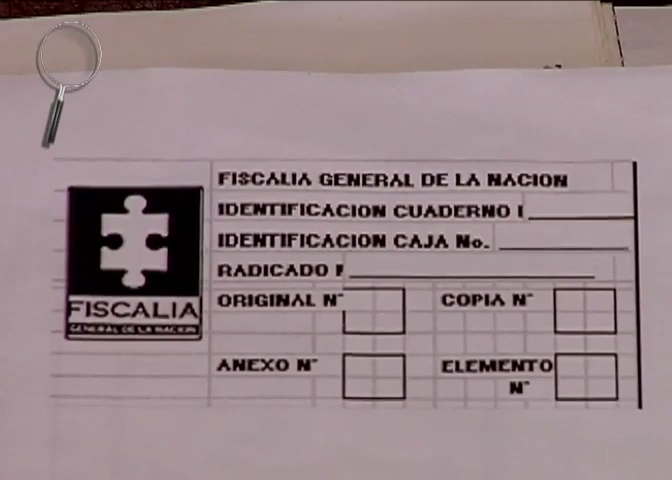 FISCALIA GENERAL DE LA NACION
IDENTIFICACION CUADERNO
IDENTIFICACION CAJA No.
RADICADO
ORIGINAL N° COPIA N°
ANEXO N° ELEMENTO N°
FISCALIA
GENERAL DE LA NACION